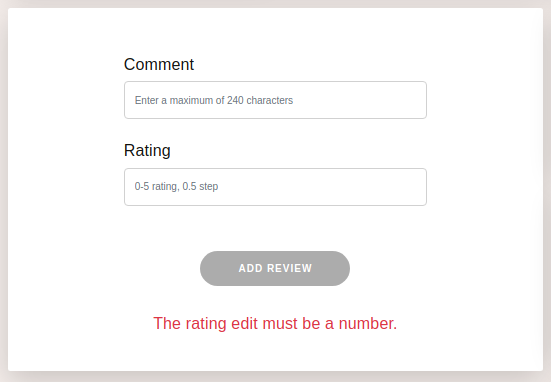 Comment
Enter a maximum of 240 characters
Rating
0-5 rating, 0.5 step
ADD REVIEW
The rating edit must be a number.